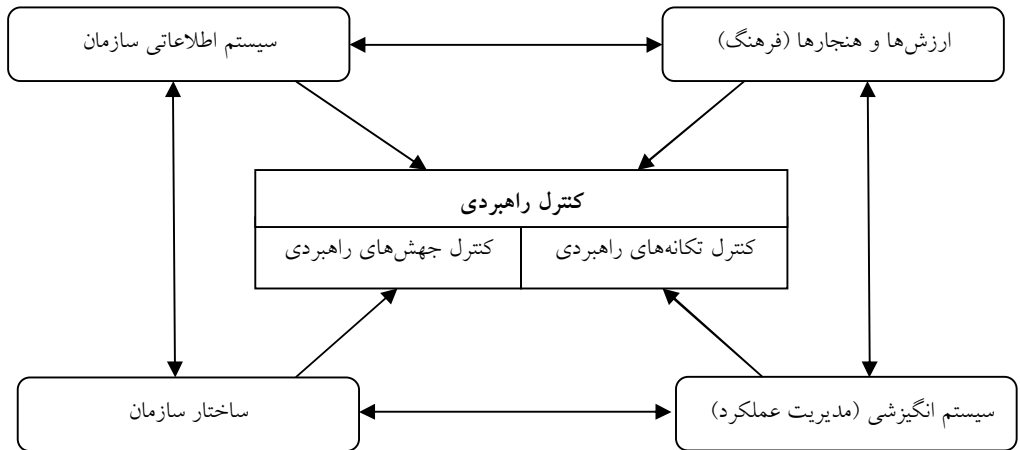 ارزش‌ها و هنجارها (فرهنگ)
سیستم اطلاعاتی سازمان
کنترل راهبردی
کنترل تکانه‌های راهبردی
کنترل جهش‌های راهبردی
سیستم انگیزشی (مدیریت عملکرد)
ساختار سازمان